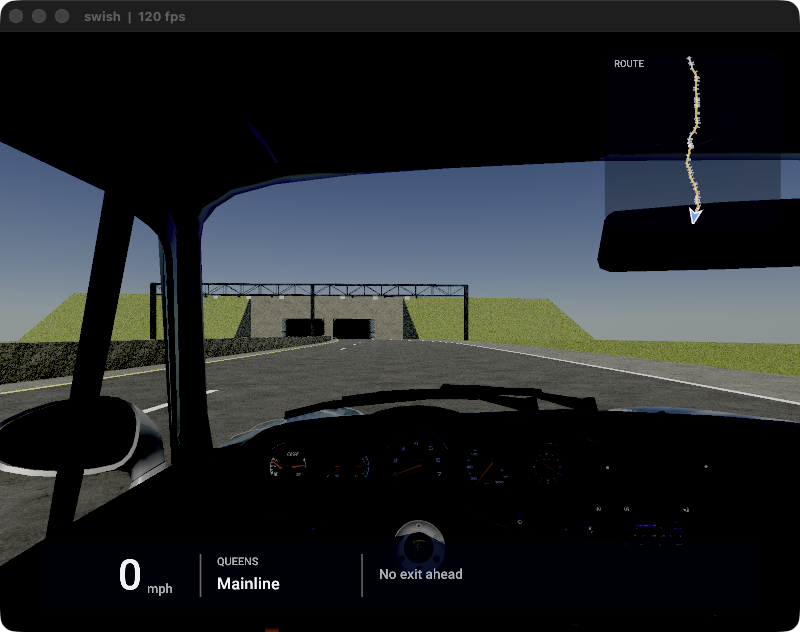 swish | 120 fps
ROUTE
0 mph
QUEENS
Mainline
No exit ahead